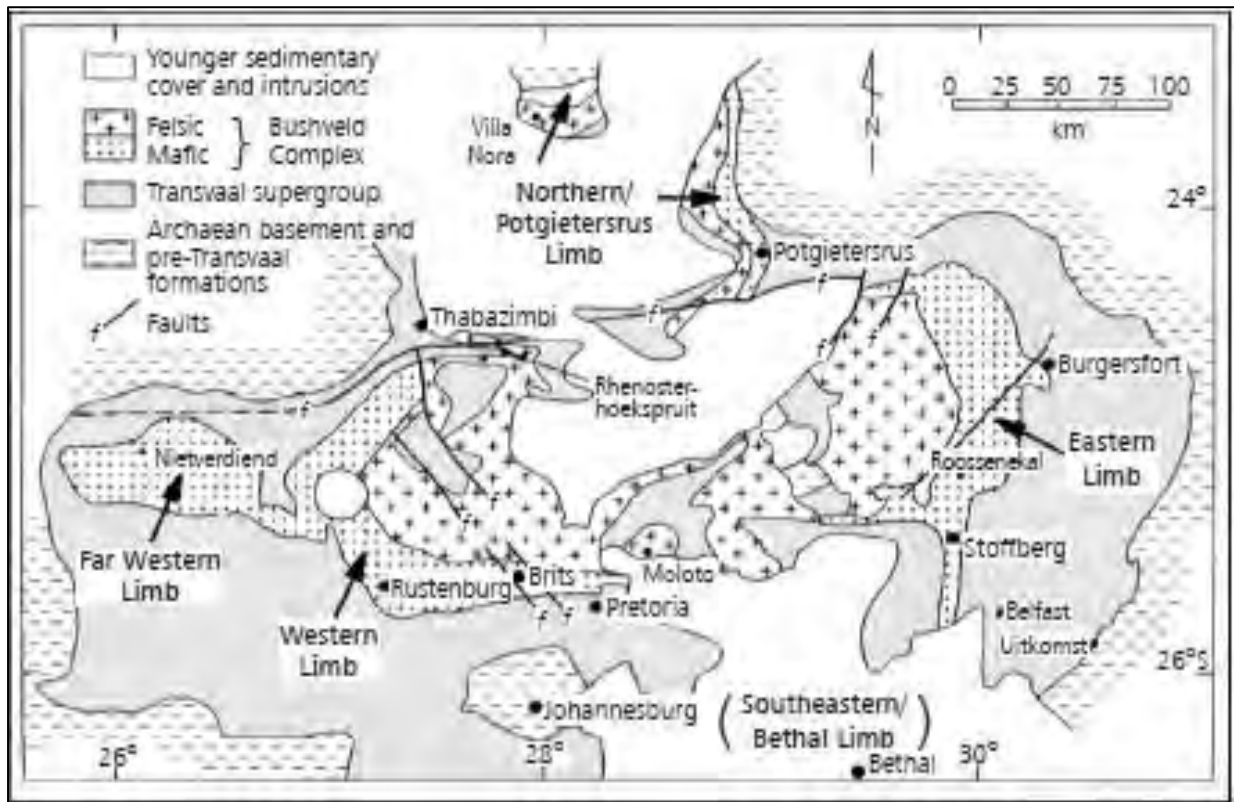 Younger sedimentary
cover and intrusions
Felsic
Mafic
Bushveld
Complex
Transvaal supergroup
Archaean basement and
pre-Transvaal
formations
f Faults
Villa
Nora
Northern/
Potgietersrus
Limb
N
0 25 50 75 100
km
24°
Potgietersrus
f
f
f
f
Thabazimbi
f
Rhenoster-
hoekspruit
Burgersfort
Eastern
Limb
Roossenekal
Nietverdiend
f
f
Far Western
Limb
Rustenburg
Brits
f
f
Western
Limb
Pretoria
Moloto
Stoffberg
Belfast
Uitkomst
26°S
Johannesburg
(Southeastern/
Bethal Limb)
Bethal
26°
28°
30°